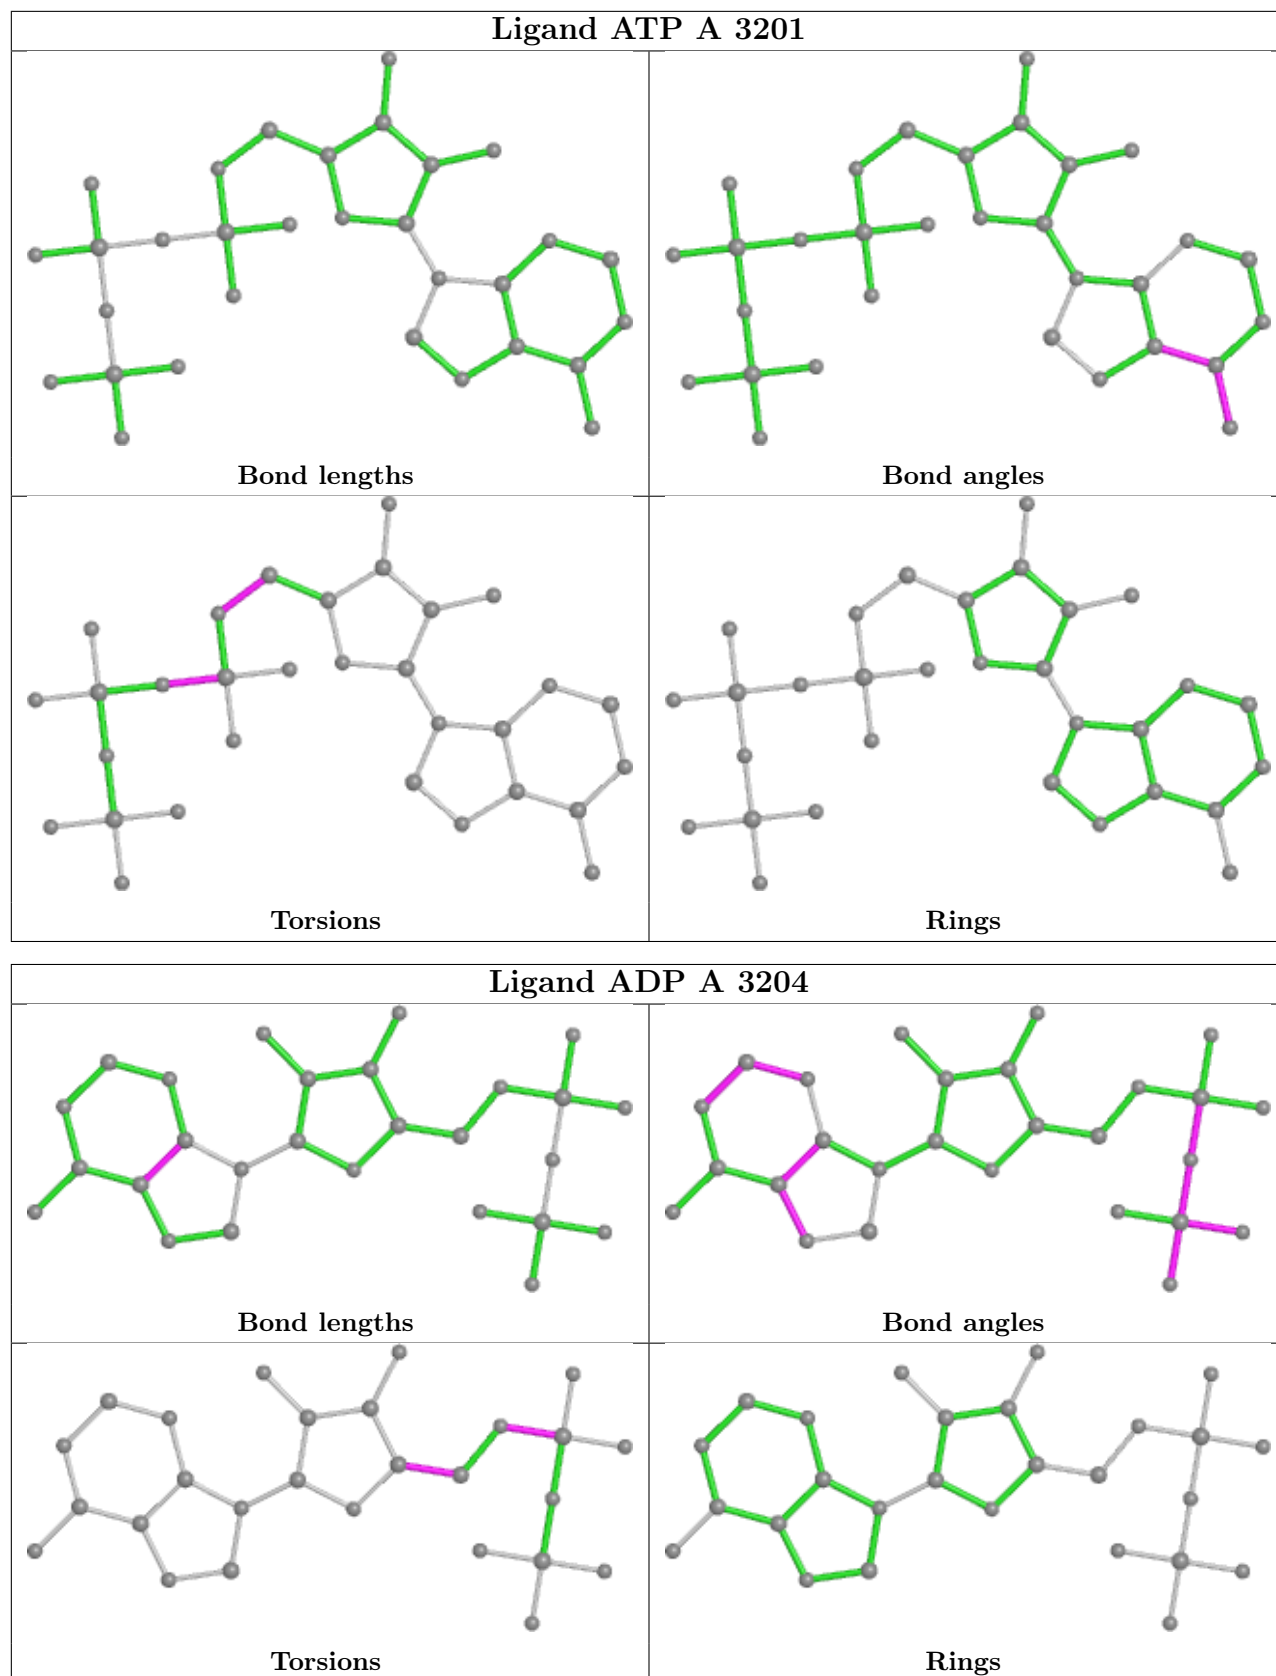 Ligand ATP A 3201
Bond lengths
Bond angles
Torsions
Rings
Ligand ADP A 3204
Bond lengths
Bond angles
Torsions
Rings